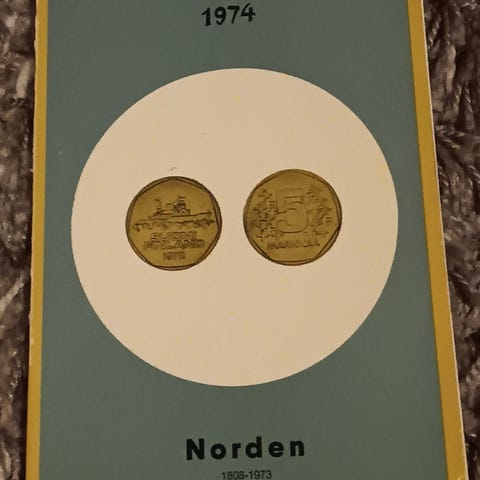 1974
SUOMI
FINLAND
5
MARKKAA
Norden
1808-1973